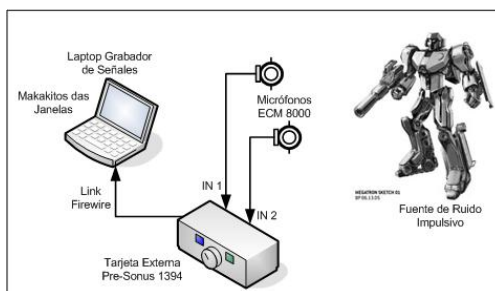 Laptop Grabador
de Señales
Makakitos das
Janelas
Micrófonos
ECM 8000
IN 1
IN 2
Link
Firewire
Tarjeta Externa
Pre-Sonus 1394
MEGATRON SKETCH 01
Fuente de Ruido
Impulsivo